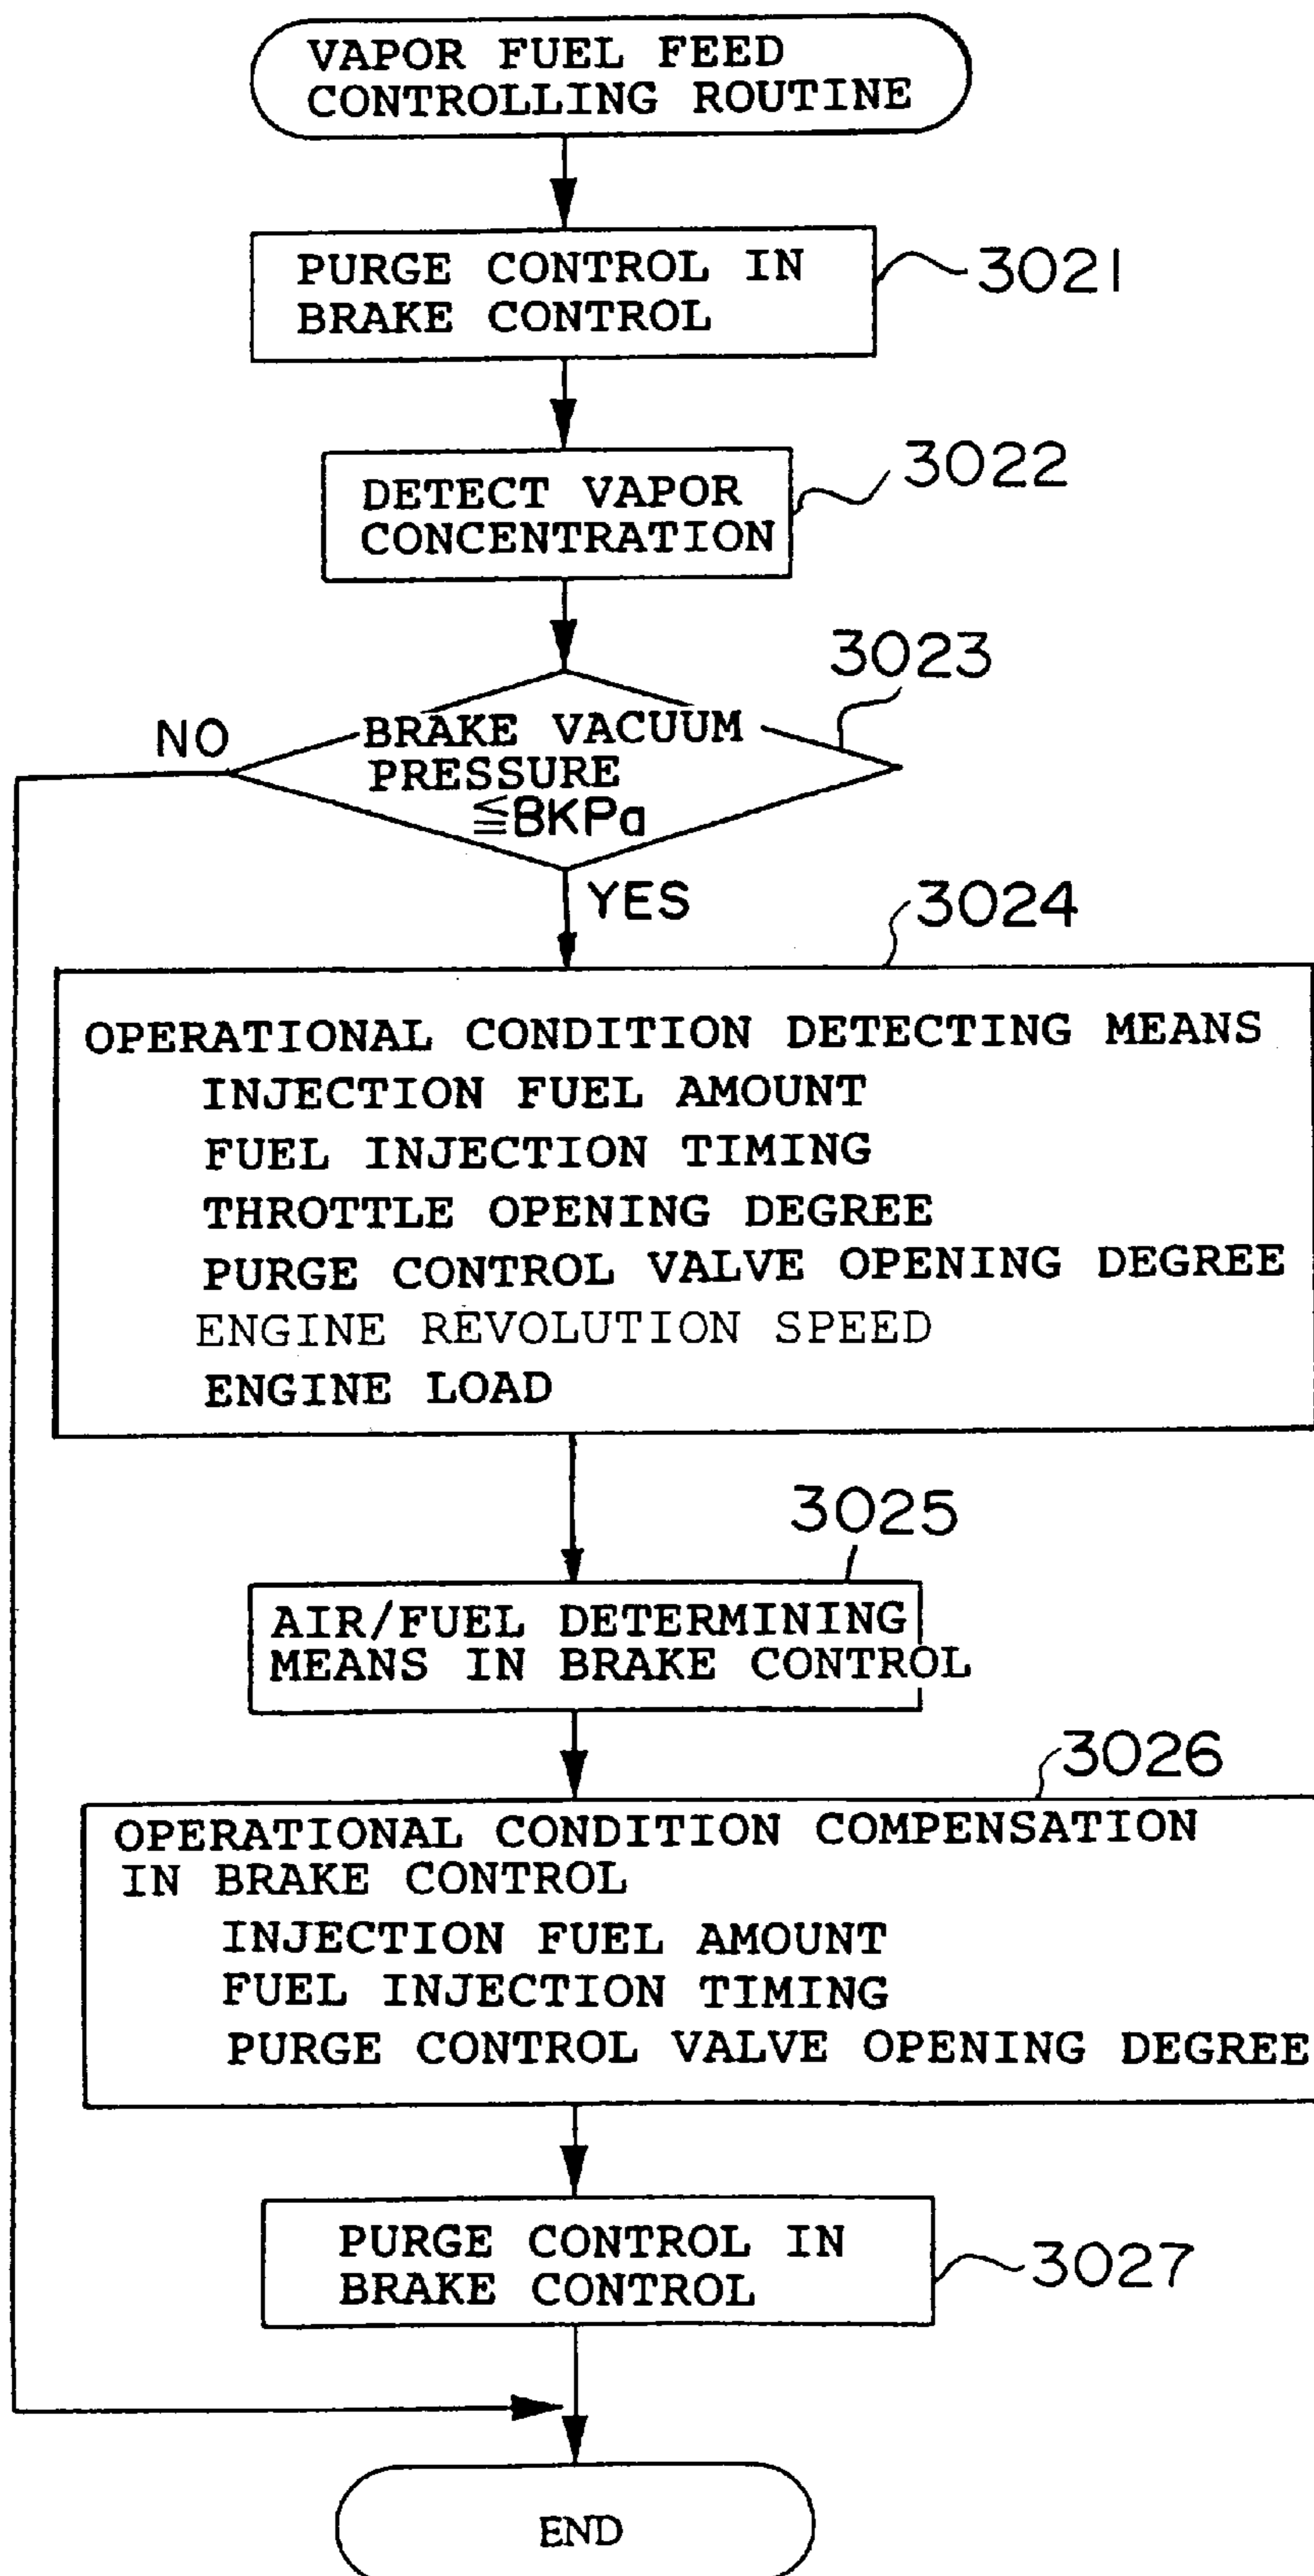 VAPOR FUEL FEED
CONTROLLING ROUTINE
PURGE CONTROL IN
BRAKE CONTROL
3021
DETECT VAPOR
CONCENTRATION
3022
3023
NO
BRAKE VACUUM
PRESSURE
≦8KPa
YES
3024
OPERATIONAL CONDITION DETECTING MEANS
INJECTION FUEL AMOUNT
FUEL INJECTION TIMING
THROTTLE OPENING DEGREE
PURGE CONTROL VALVE OPENING DEGREE
ENGINE REVOLUTION SPEED
ENGINE LOAD
3025
AIR/FUEL DETERMINING
MEANS IN BRAKE CONTROL
3026
OPERATIONAL CONDITION COMPENSATION
IN BRAKE CONTROL
INJECTION FUEL AMOUNT
FUEL INJECTION TIMING
PURGE CONTROL VALVE OPENING DEGREE
PURGE CONTROL IN
BRAKE CONTROL
3027
END